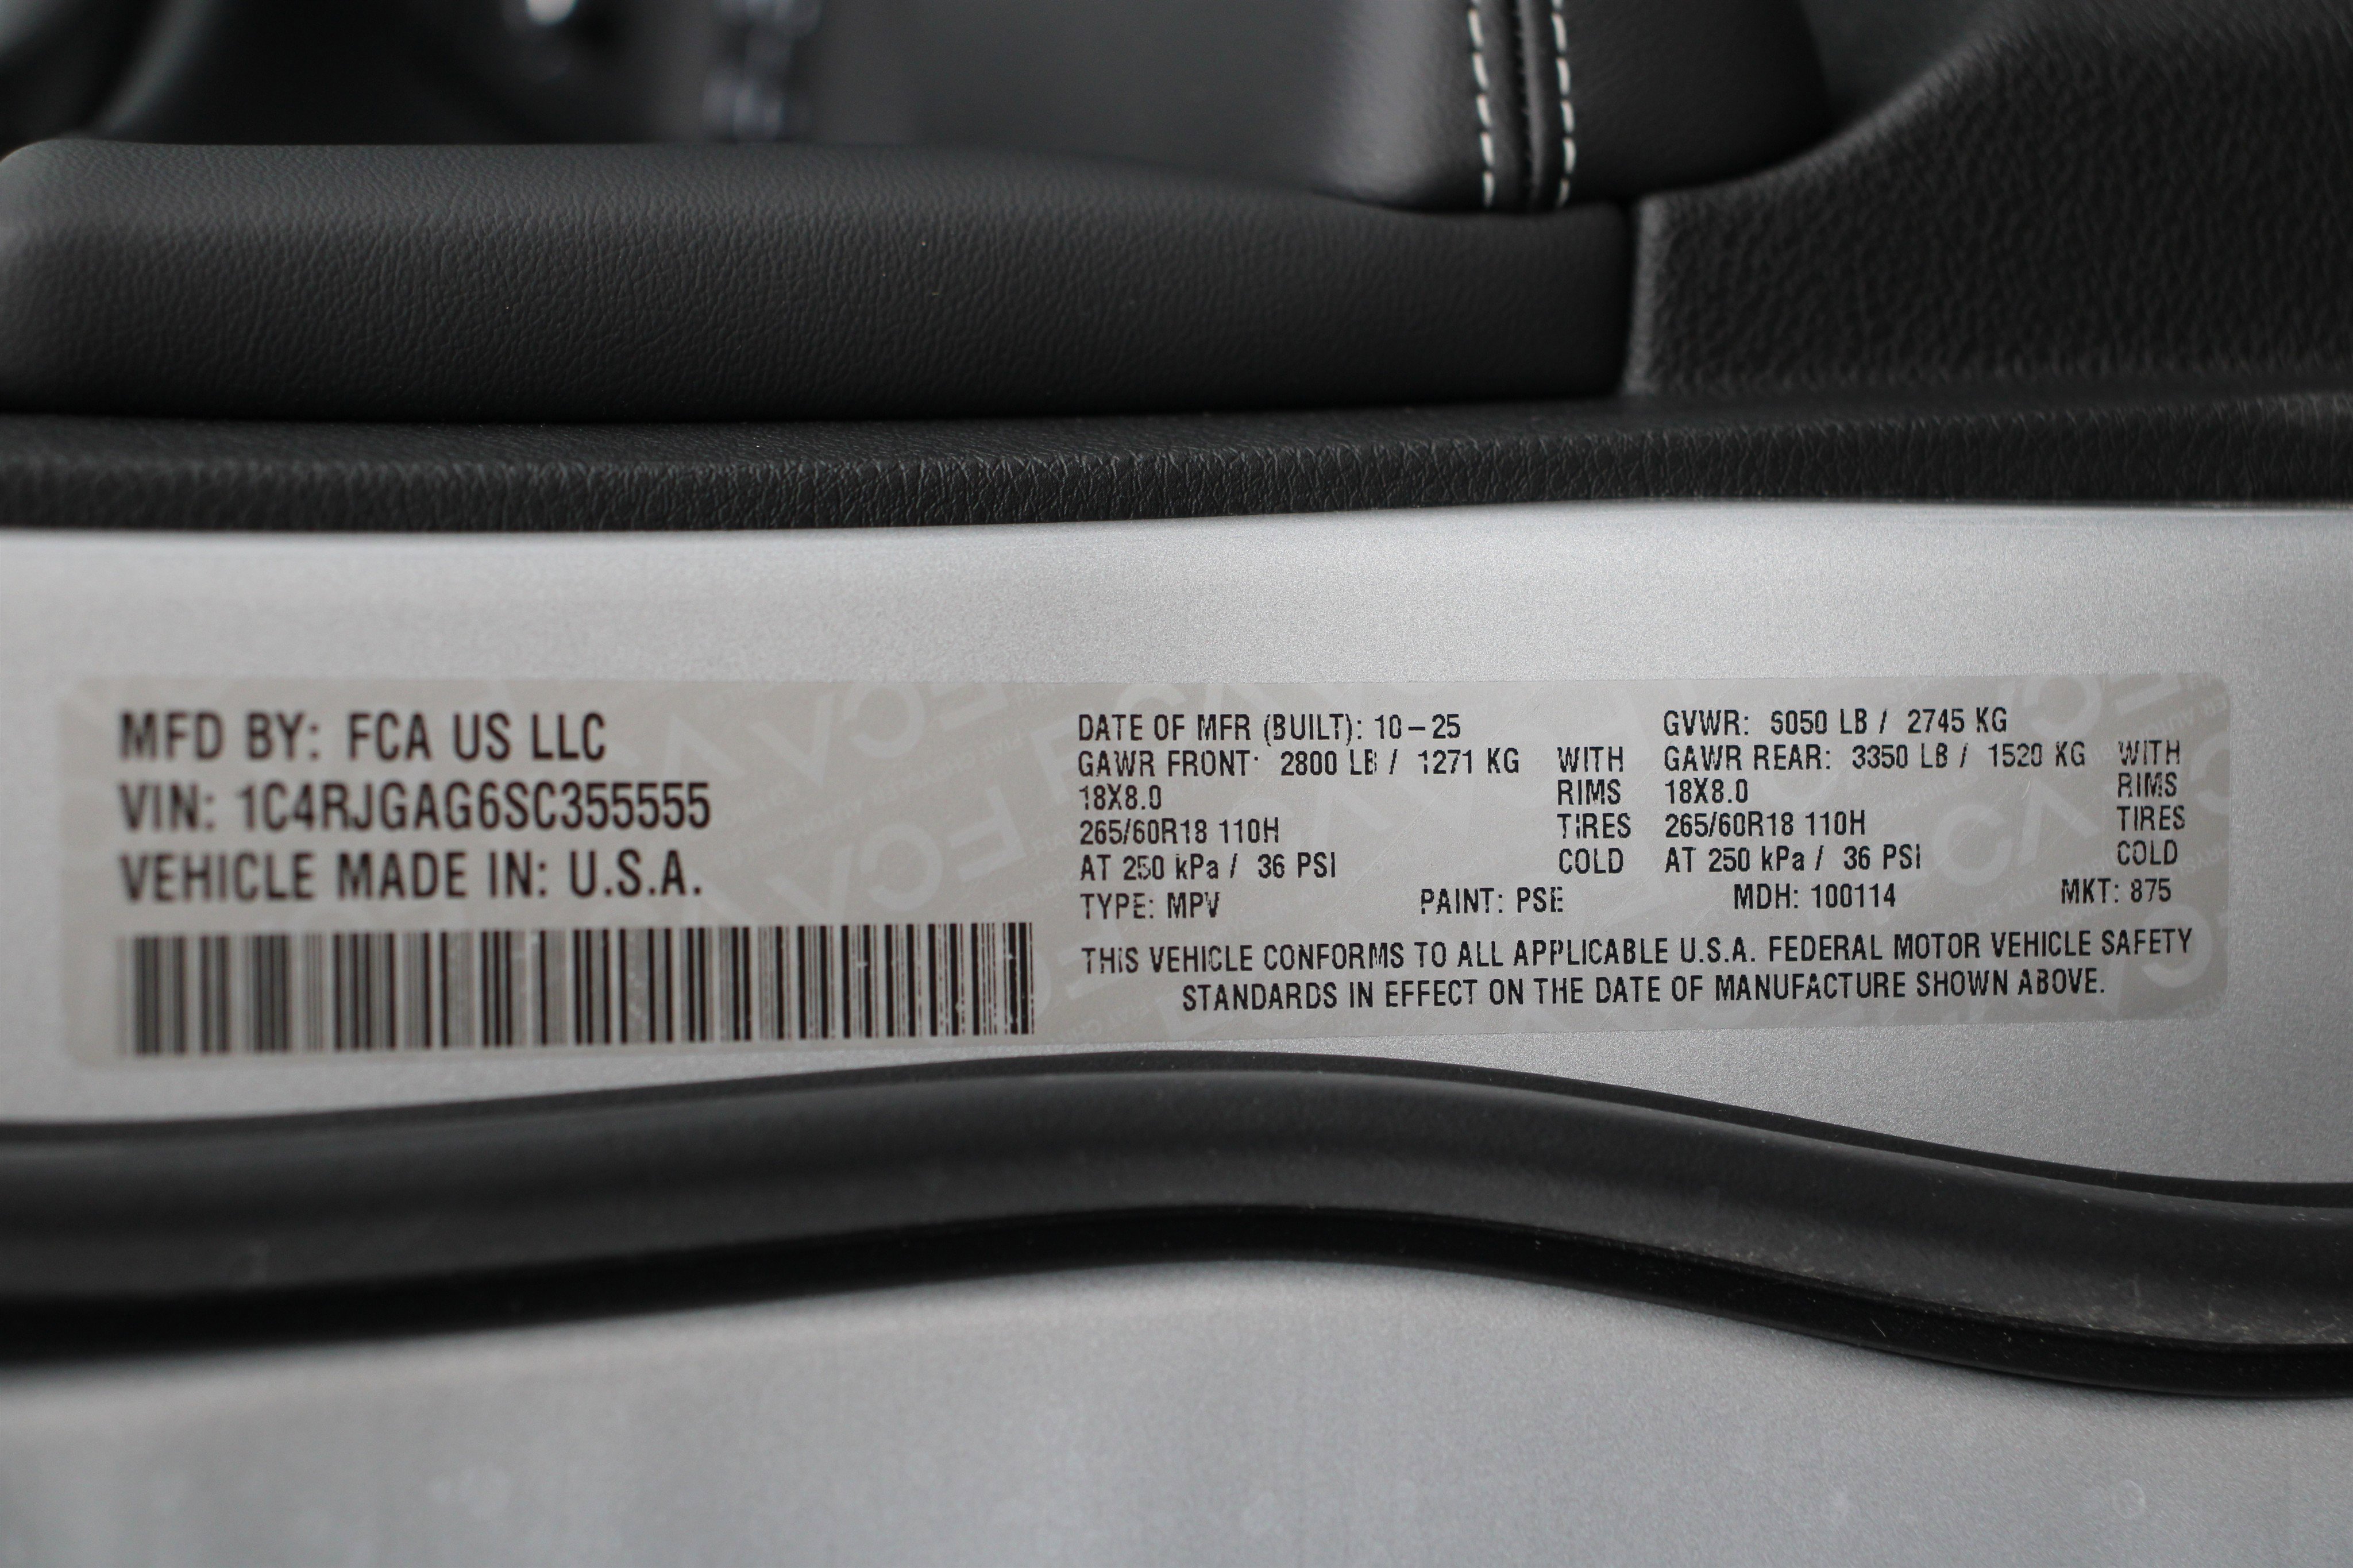 MFD BY: FCA US LLC
VIN: 1C4RJGAG6SC355555
VEHICLE MADE IN: U.S.A.
DATE OF MFR (BUILT): 10-25 GVWR: 6050 LB / 2745 KG
GAWR FRONT: 2800 LB / 1271 KG WITH GAWR REAR: 3350 LB / 1520 KG WITH
18X8.0 RIMS 18X8.0 RIMS
265/60R18 110H TIRES 265/60R18 110H TIRES
AT 250 kPa / 36 PSI COLD AT 250 kPa / 36 PSI COLD
TYPE: MPV PAINT: PSE MDH: 100114 MKT: 875
THIS VEHICLE CONFORMS TO ALL APPLICABLE U.S.A. FEDERAL MOTOR VEHICLE SAFETY
STANDARDS IN EFFECT ON THE DATE OF MANUFACTURE SHOWN ABOVE.